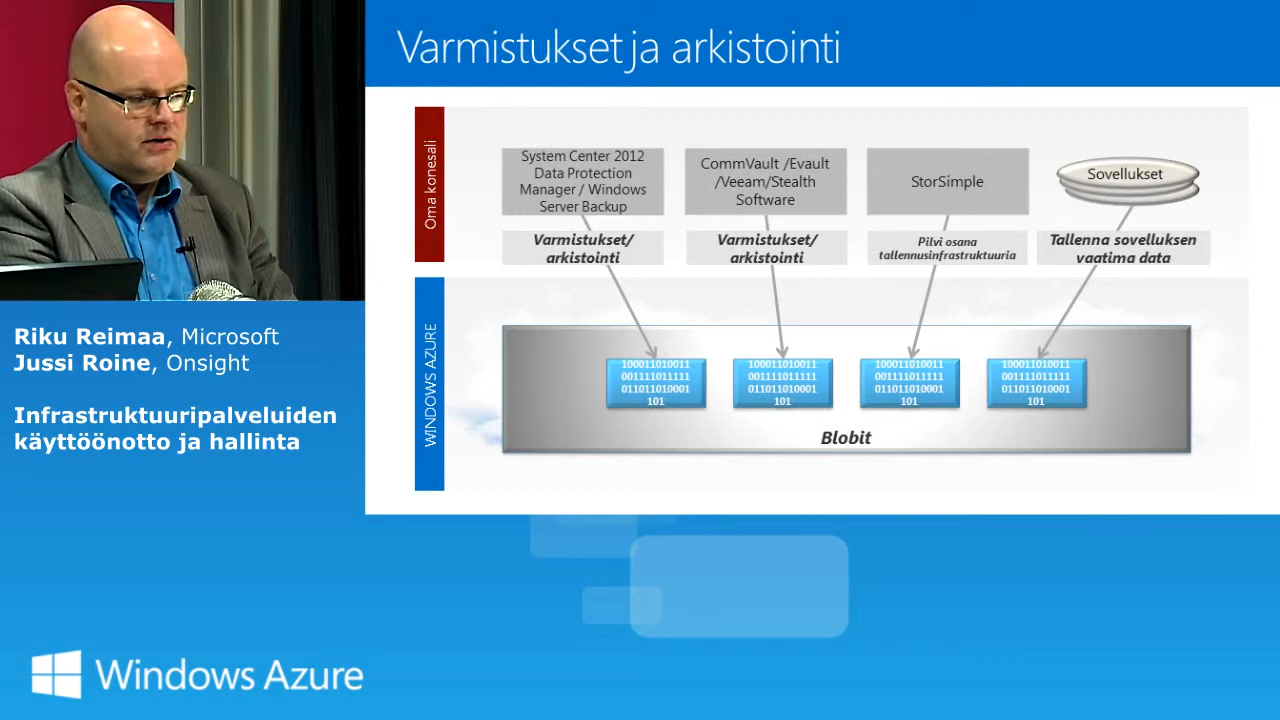 Varmistukset ja arkistointi
Oma konesali
System Center 2012
Data Protection
Manager / Windows
Server Backup
CommVault /Evault
/Veeam/Stealth
Software
StorSimple
Sovellukset
Varmistukset/
arkistointi
Varmistukset/
arkistointi
Pilvi osana
tallennusinfrastruktuuria
Tallenna sovelluksen
vaatima data
WINDOWS AZURE
100011010011
001111011111
011011010001
101
100011010011
001111011111
011011010001
101
100011010011
001111011111
011011010001
101
100011010011
001111011111
011011010001
101
Blobit
Riku Reimaa, Microsoft
Jussi Roine, Onsight
Infrastruktuuripalveluiden
käyttöönotto ja hallinta
Windows Azure